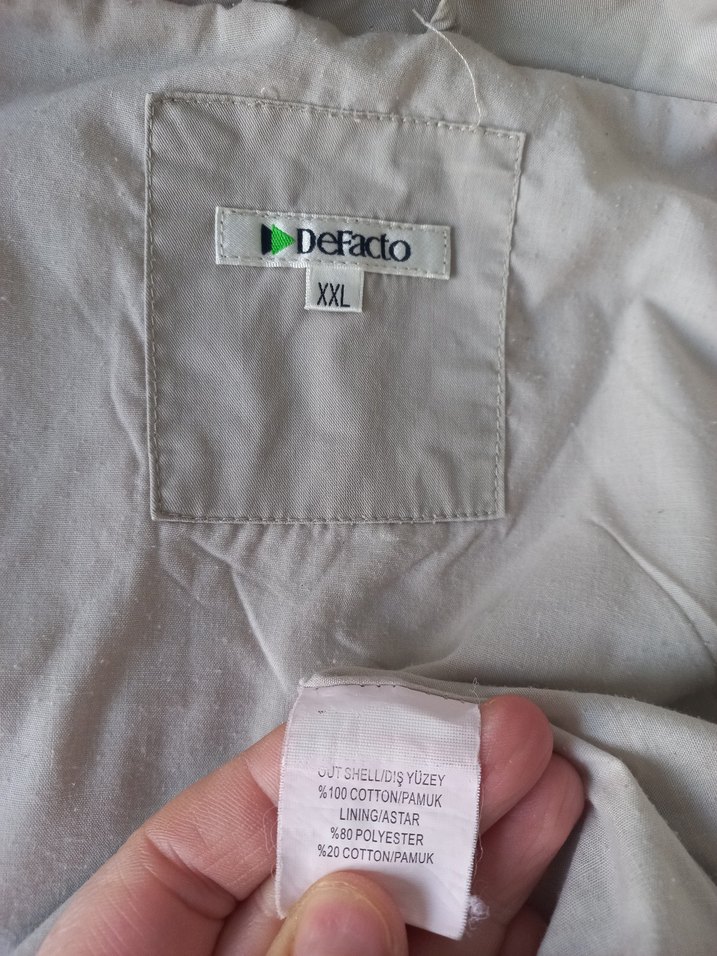 DeFacto
XXL
OUT SHELL/DIŞ YÜZEY
%100 COTTON/PAMUK
LINING/ASTAR
%80 POLYESTER
%20 COTTON/PAMUK